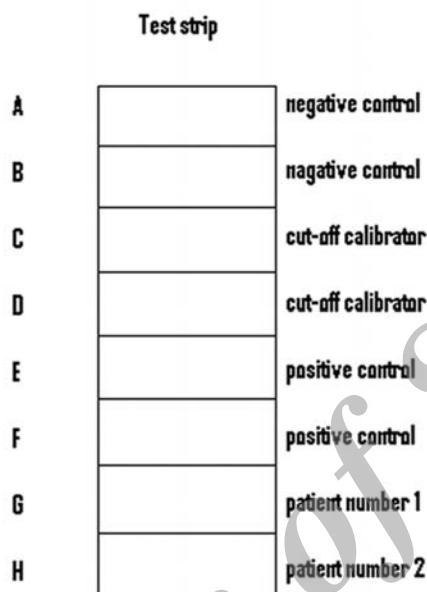 Test strip
A negative control
B nagative control
C cut-off calibrator
D cut-off calibrator
E positive control
F positive control
G patient number 1
H patient number 2
of